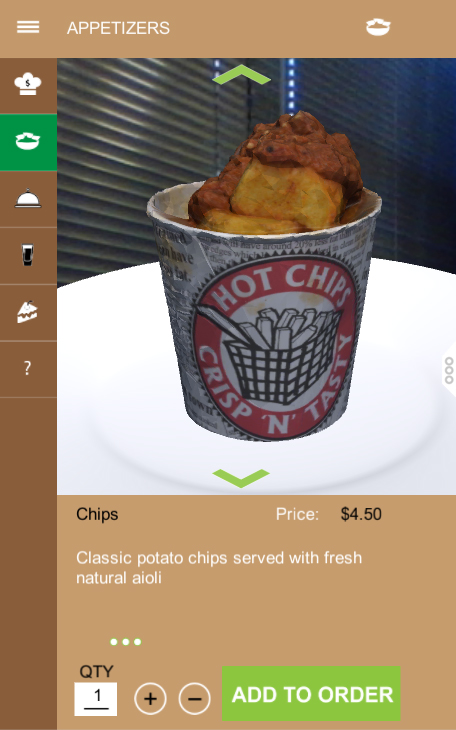 APPETIZERS
$
HOT CHIPS
CRISP 'N' TASTY
?
Chips Price: $4.50
Classic potato chips served with fresh
natural aioli
QTY
1 + − ADD TO ORDER